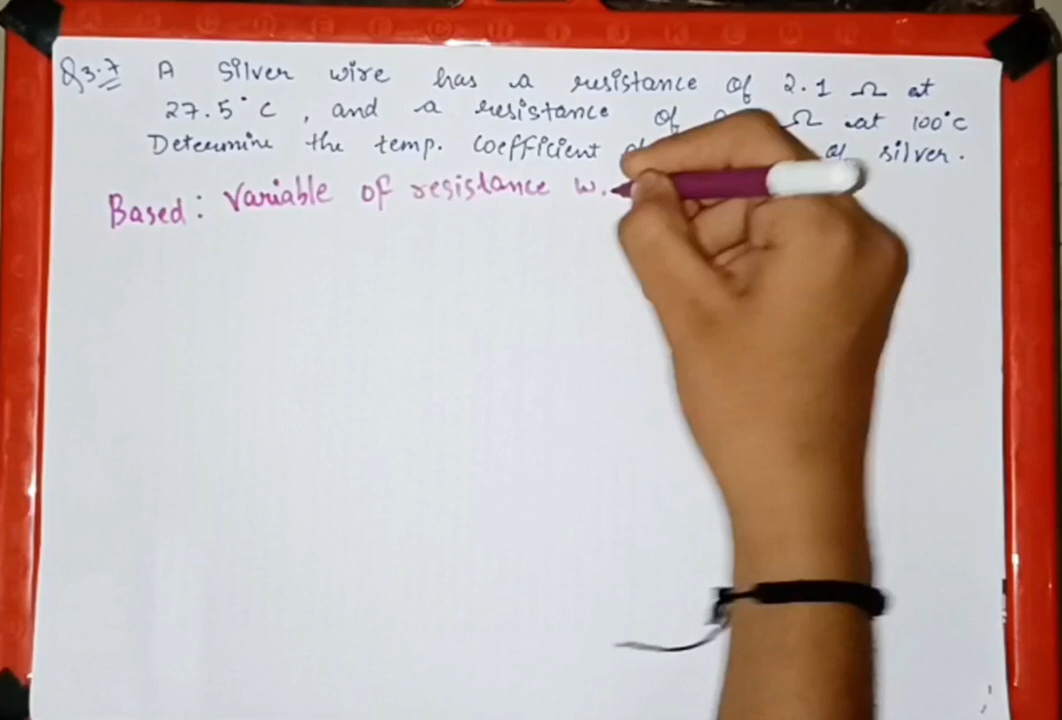 Q3.7 A Silver wire has a resistance of 2.1 Ω at
27.5°C, and a resistance of Ω at 100°C
Determine the temp. coefficient of silver.
Based: Variable of resistance w.